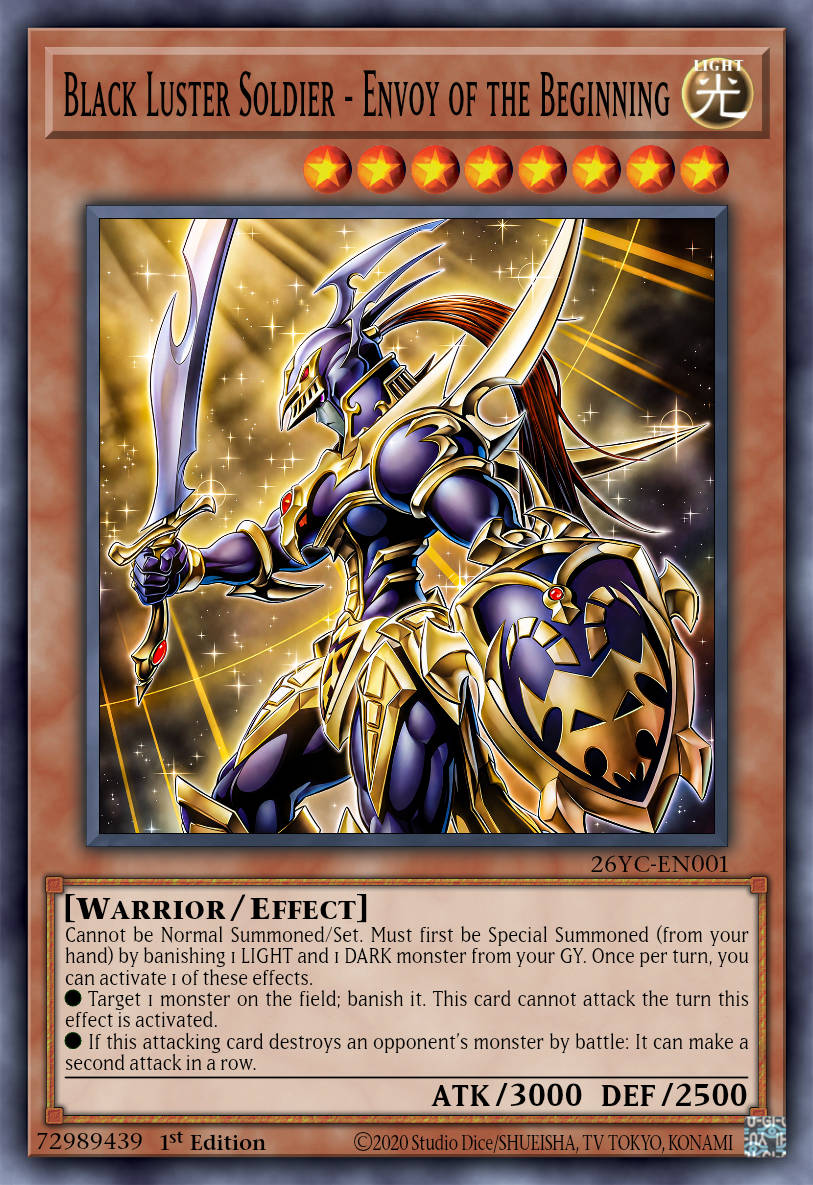 BLACK LUSTER SOLDIER - ENVOY OF THE BEGINNING
LIGHT
光
26YC-EN001
[WARRIOR/EFFECT]
Cannot be Normal Summoned/Set. Must first be Special Summoned (from your
hand) by banishing 1 LIGHT and 1 DARK monster from your GY. Once per turn, you
can activate 1 of these effects.
● Target 1 monster on the field; banish it. This card cannot attack the turn this
effect is activated.
● If this attacking card destroys an opponent's monster by battle: It can make a
second attack in a row.
ATK/3000 DEF/2500
72989439 1st Edition ©2020 Studio Dice/SHUEISHA, TV TOKYO, KONAMI